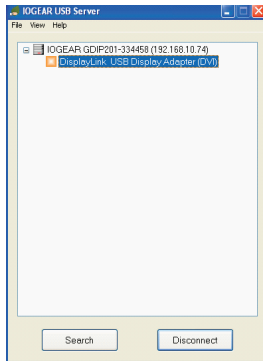 IOGEAR USB Server
File View Help
IOGEAR GDIP201-334458 (192.168.10.74)
DisplayLink USB Display Adapter (DVI)
Search Disconnect